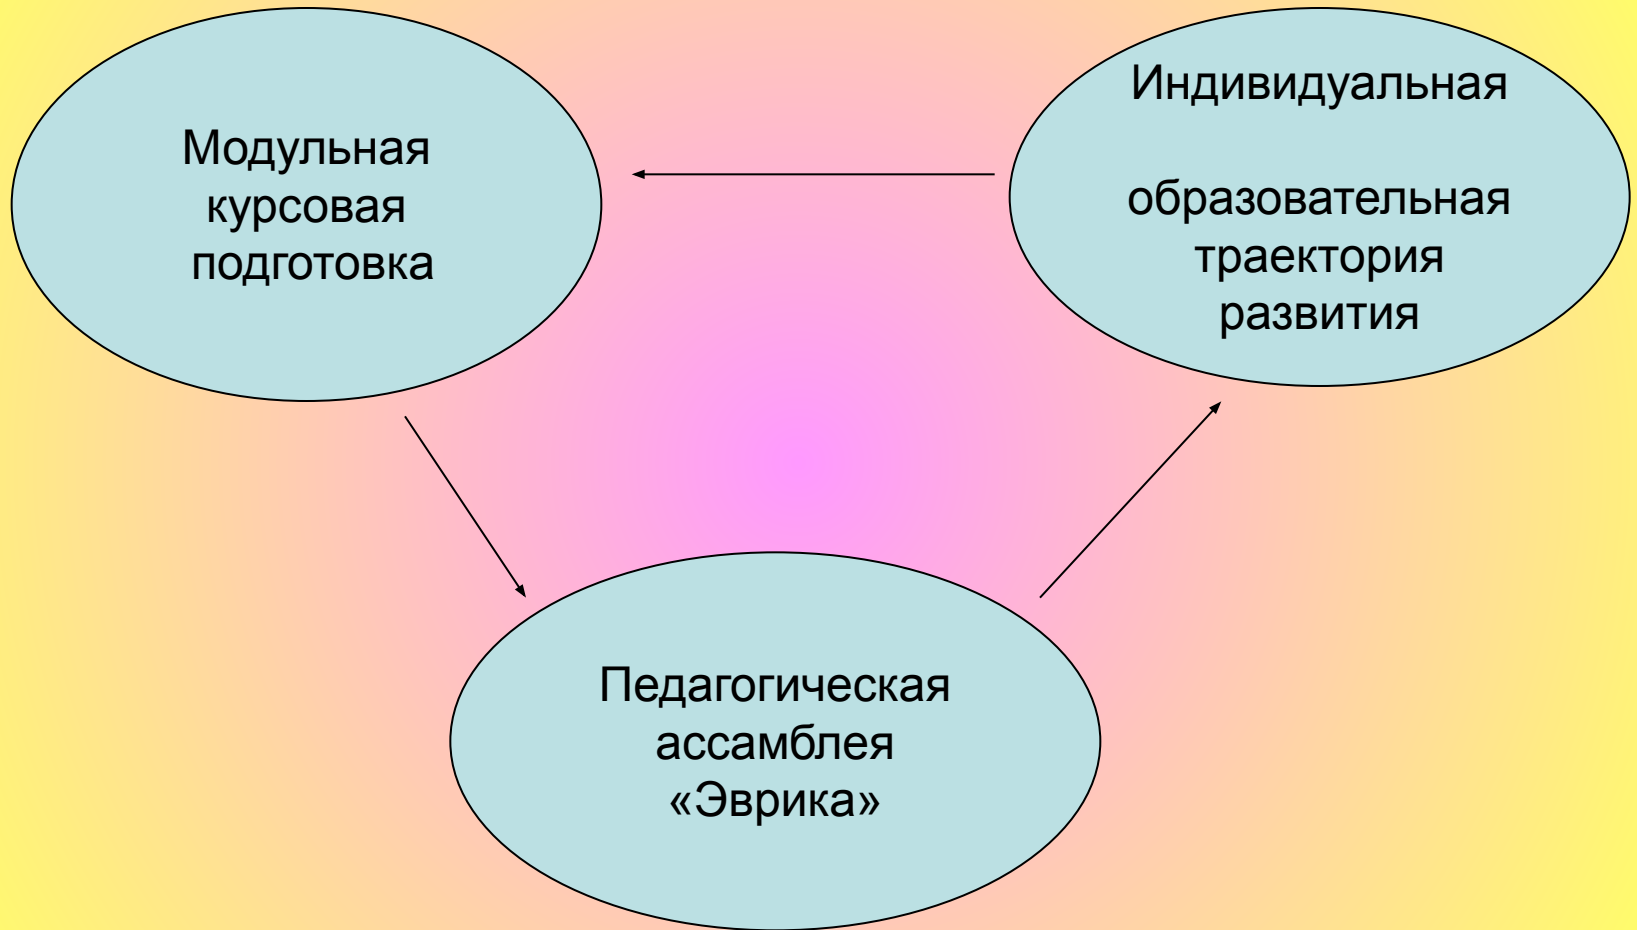 Модульная
курсовая
подготовка
Индивидуальная
образовательная
траектория
развития
Педагогическая
ассамблея
«Эврика»